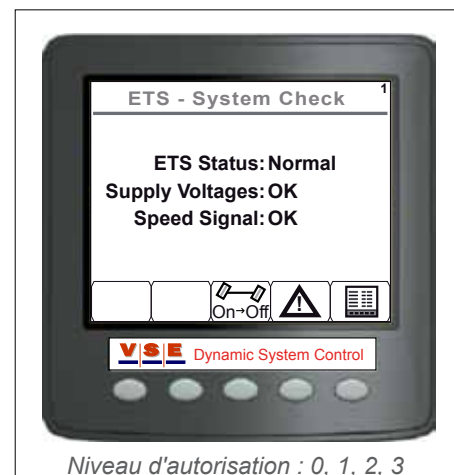 ETS - System Check
1
ETS Status: Normal
Supply Voltages: OK
Speed Signal: OK
On→Off
VSE Dynamic System Control
Niveau d'autorisation : 0, 1, 2, 3